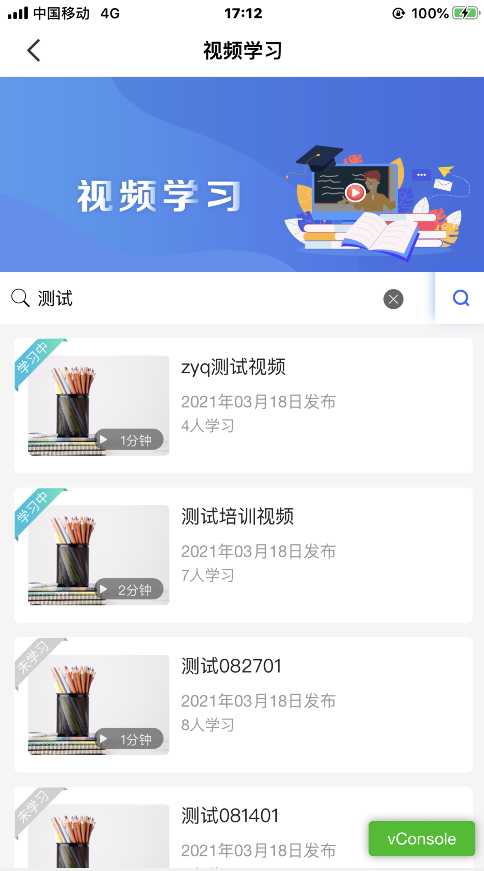 中国移动 4G 17:12 100%
视频学习
视频学习
测试
学习中
zyq测试视频
2021年03月18日发布
4人学习
1分钟
学习中
测试培训视频
2021年03月18日发布
7人学习
2分钟
未学习
测试082701
2021年03月18日发布
8人学习
1分钟
未学习
测试081401
2021年03月18日发布
vConsole